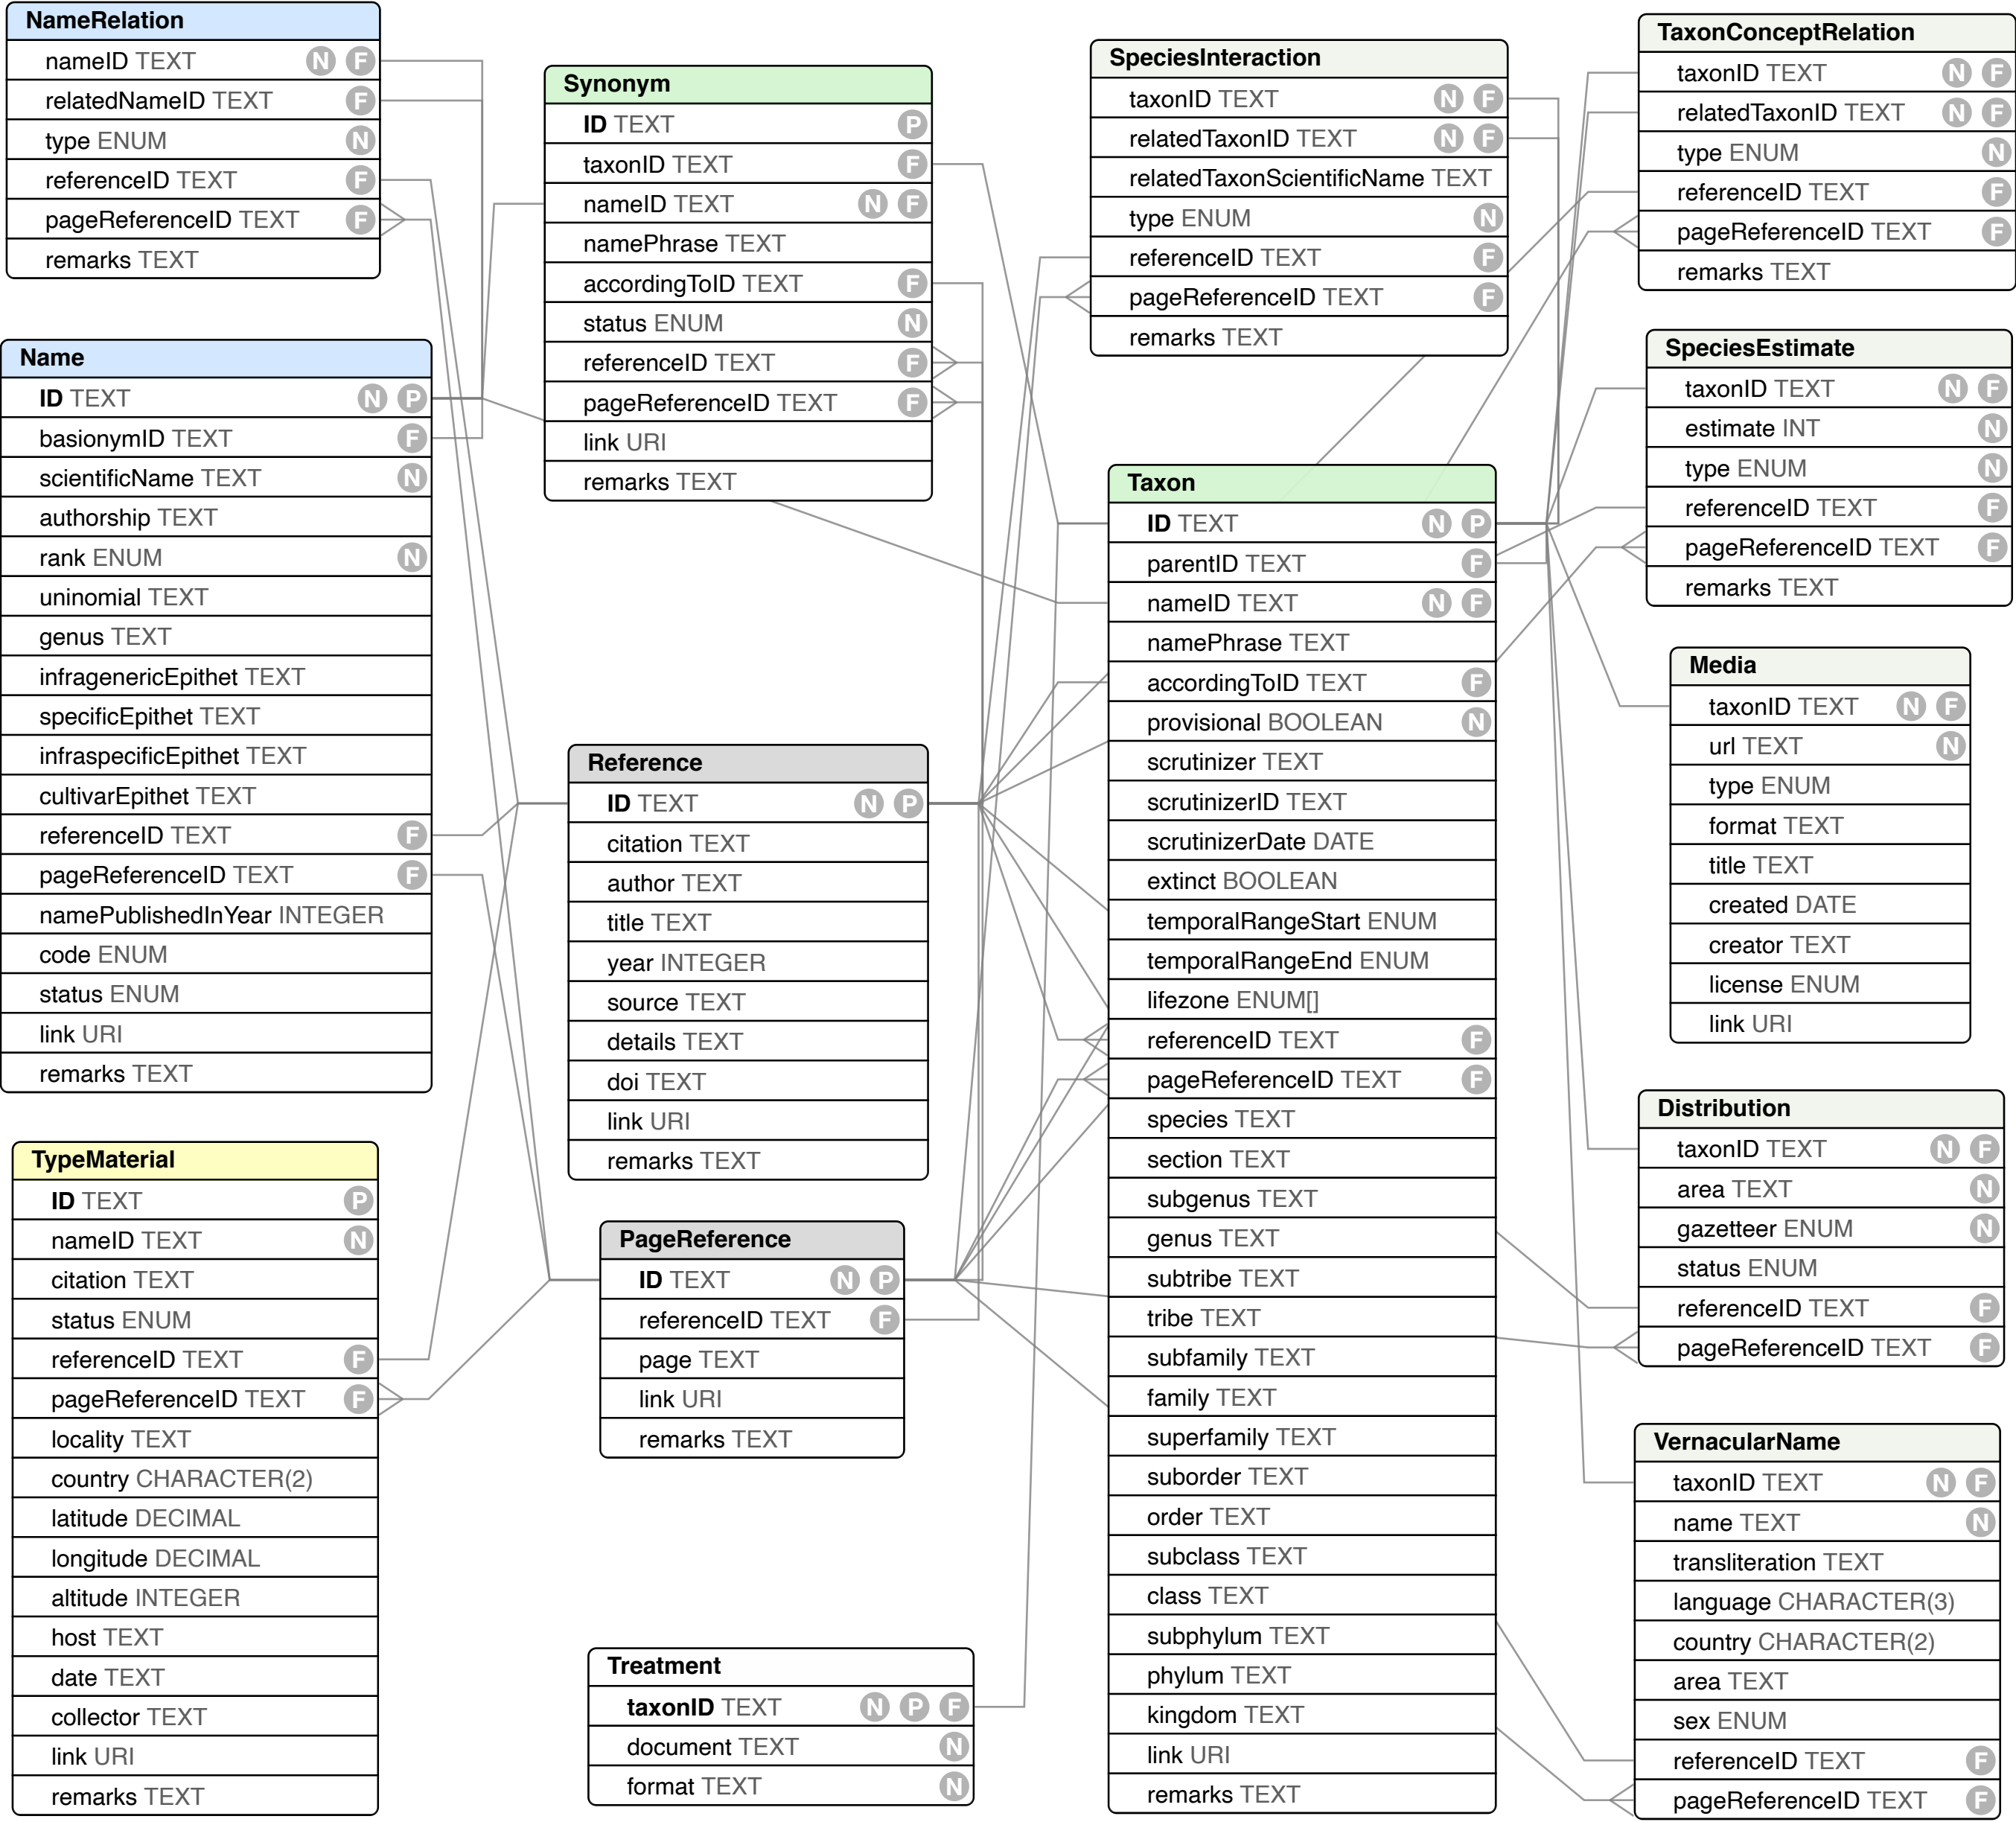 NameRelation
nameID TEXT N F
relatedNameID TEXT F
type ENUM N
referenceID TEXT F
pageReferenceID TEXT F
remarks TEXT
Name
ID TEXT N P
basionymID TEXT F
scientificName TEXT N
authorship TEXT
rank ENUM N
uninomial TEXT
genus TEXT
infragenericEpithet TEXT
specificEpithet TEXT
infraspecificEpithet TEXT
cultivarEpithet TEXT
referenceID TEXT F
pageReferenceID TEXT F
namePublishedInYear INTEGER
code ENUM
status ENUM
link URI
remarks TEXT
TypeMaterial
ID TEXT P
nameID TEXT N
citation TEXT
status ENUM
referenceID TEXT F
pageReferenceID TEXT F
locality TEXT
country CHARACTER(2)
latitude DECIMAL
longitude DECIMAL
altitude INTEGER
host TEXT
date TEXT
collector TEXT
link URI
remarks TEXT
Synonym
ID TEXT P
taxonID TEXT F
nameID TEXT N F
namePhrase TEXT
accordingToID TEXT F
status ENUM N
referenceID TEXT F
pageReferenceID TEXT F
link URI
remarks TEXT
Reference
ID TEXT N P
citation TEXT
author TEXT
title TEXT
year INTEGER
source TEXT
details TEXT
doi TEXT
link URI
remarks TEXT
PageReference
ID TEXT N P
referenceID TEXT F
page TEXT
link URI
remarks TEXT
Treatment
taxonID TEXT N P F
document TEXT N
format TEXT N
SpeciesInteraction
taxonID TEXT N F
relatedTaxonID TEXT N F
relatedTaxonScientificName TEXT
type ENUM N
referenceID TEXT F
pageReferenceID TEXT F
remarks TEXT
Taxon
ID TEXT N P
parentID TEXT F
nameID TEXT N F
namePhrase TEXT
accordingToID TEXT F
provisional BOOLEAN N
scrutinizer TEXT
scrutinizerID TEXT
scrutinizerDate DATE
extinct BOOLEAN
temporalRangeStart ENUM
temporalRangeEnd ENUM
lifezone ENUM[]
referenceID TEXT F
pageReferenceID TEXT F
species TEXT
section TEXT
subgenus TEXT
genus TEXT
subtribe TEXT
tribe TEXT
subfamily TEXT
family TEXT
superfamily TEXT
suborder TEXT
order TEXT
subclass TEXT
class TEXT
subphylum TEXT
phylum TEXT
kingdom TEXT
link URI
remarks TEXT
TaxonConceptRelation
taxonID TEXT N F
relatedTaxonID TEXT N F
type ENUM N
referenceID TEXT F
pageReferenceID TEXT F
remarks TEXT
SpeciesEstimate
taxonID TEXT N F
estimate INT N
type ENUM N
referenceID TEXT F
pageReferenceID TEXT F
remarks TEXT
Media
taxonID TEXT N F
url TEXT N
type ENUM
format TEXT
title TEXT
created DATE
creator TEXT
license ENUM
link URI
Distribution
taxonID TEXT N F
area TEXT N
gazetteer ENUM N
status ENUM
referenceID TEXT F
pageReferenceID TEXT F
VernacularName
taxonID TEXT N F
name TEXT N
transliteration TEXT
language CHARACTER(3)
country CHARACTER(2)
area TEXT
sex ENUM
referenceID TEXT F
pageReferenceID TEXT F